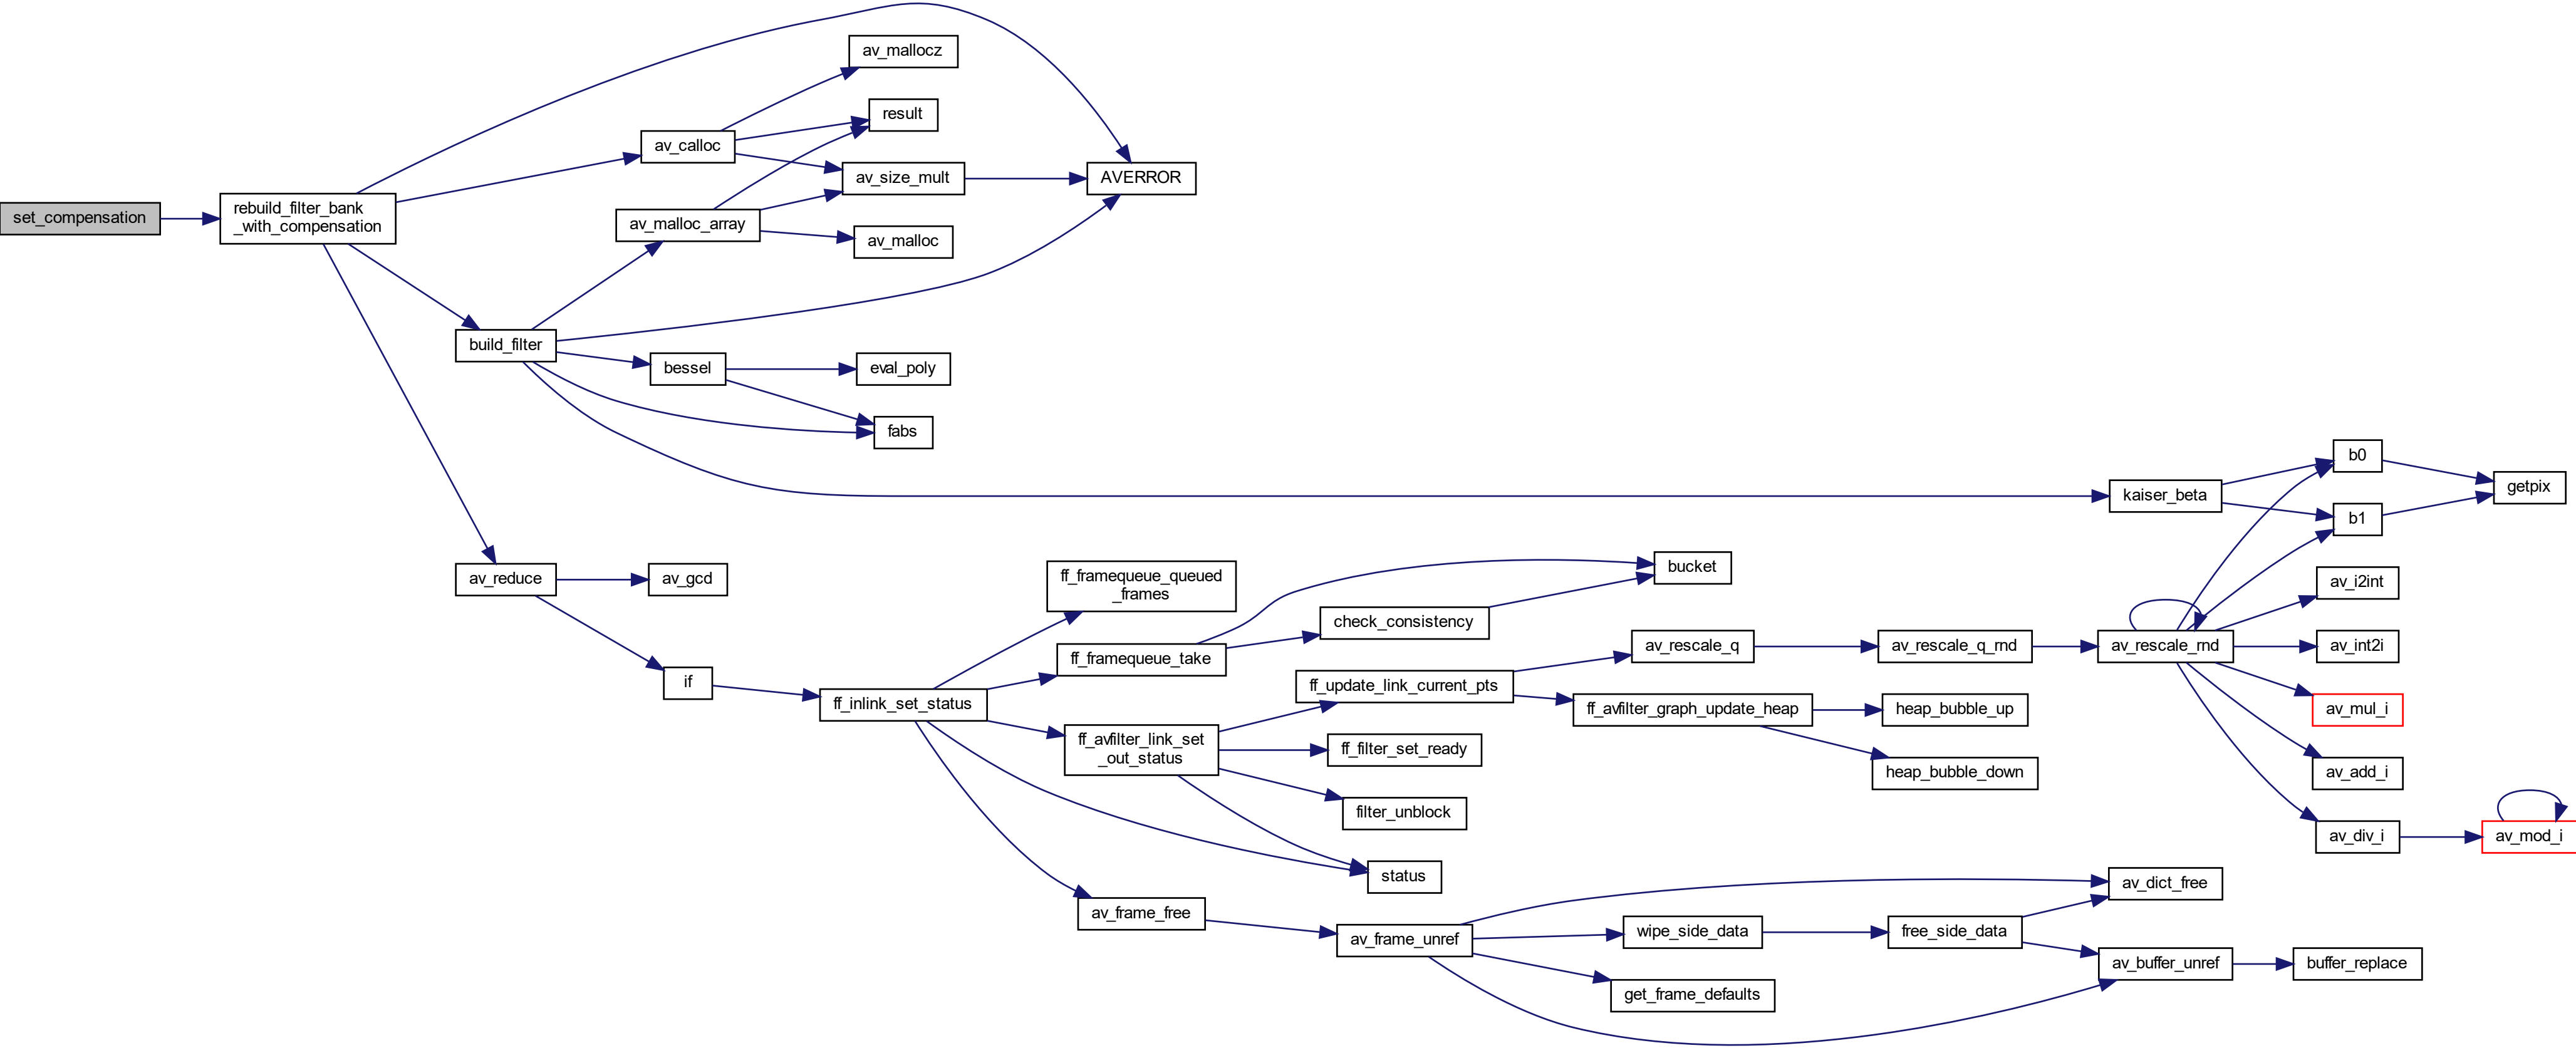 set_compensation
rebuild_filter_bank
_with_compensation
av_calloc
av_mallocz
result
av_size_mult
AVERROR
av_malloc_array
av_malloc
build_filter
bessel
eval_poly
fabs
kaiser_beta
b0
b1
getpix
av_reduce
av_gcd
if
ff_inlink_set_status
ff_framequeue_queued
_frames
ff_framequeue_take
check_consistency
bucket
ff_avfilter_link_set
_out_status
ff_update_link_current_pts
av_rescale_q
av_rescale_q_rnd
av_rescale_rnd
av_i2int
av_int2i
av_mul_i
av_add_i
av_div_i
av_mod_i
ff_avfilter_graph_update_heap
heap_bubble_up
heap_bubble_down
ff_filter_set_ready
filter_unblock
status
av_frame_free
av_frame_unref
wipe_side_data
get_frame_defaults
free_side_data
av_dict_free
av_buffer_unref
buffer_replace